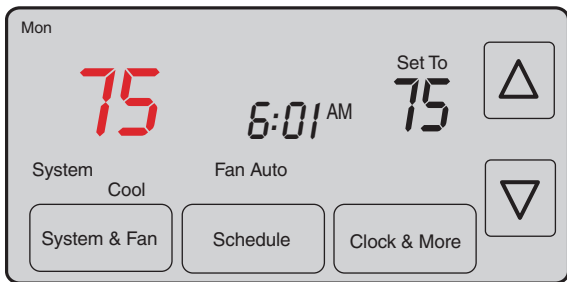 Mon
Set To
75 6:01 AM 75
System Fan Auto
Cool
System & Fan Schedule Clock & More